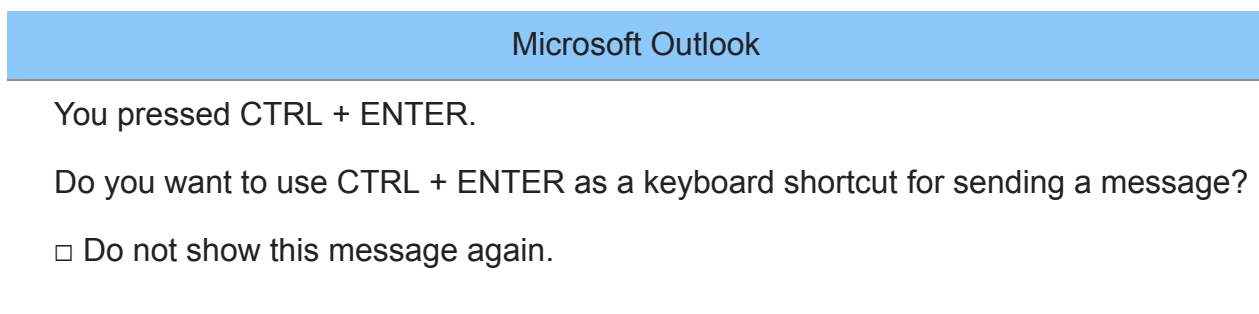 Microsoft Outlook
You pressed CTRL + ENTER.
Do you want to use CTRL + ENTER as a keyboard shortcut for sending a message?
□ Do not show this message again.